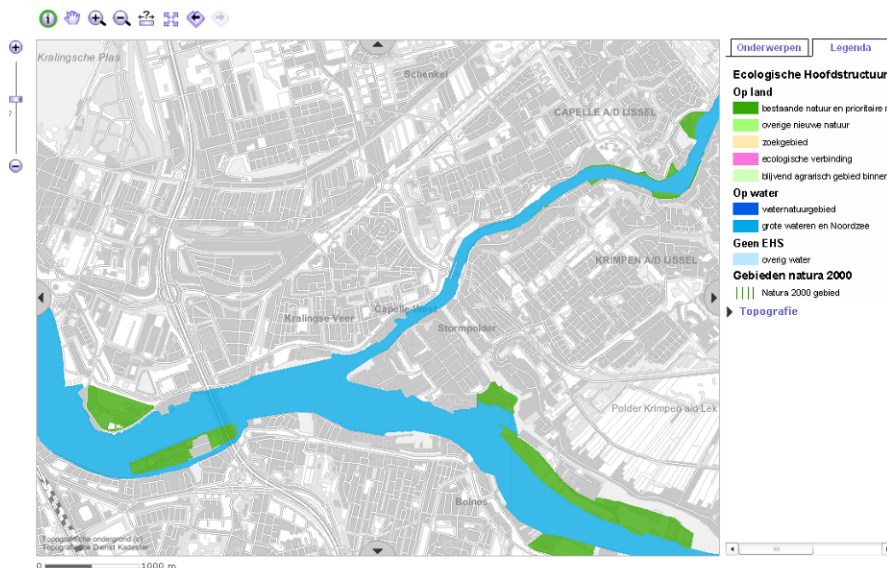 Onderwerpen
Legenda
Ecologische Hoofdstructuur
Op land
bestaande natuur en prioritaire n
overige nieuwe natuur
zoekgebied
ecologische verbinding
blijvend agrarisch gebied binnen
Op water
waternatuurgebied
grote wateren en Noordzee
Geen EHS
overig water
Gebieden natura 2000
Natura 2000 gebied
Topografie
Kralingsche Plas
Schenkel
CAPELLE A/D IJSSEL
KRIMPEN A/D IJSSEL
Capelle-West
Kralingse Veer
Stormpolder
Polder Krimpen a/d Lek
Bolnes
Topografische ondergrond (c)
Topografische Dienst Kadaster
0 1000 m